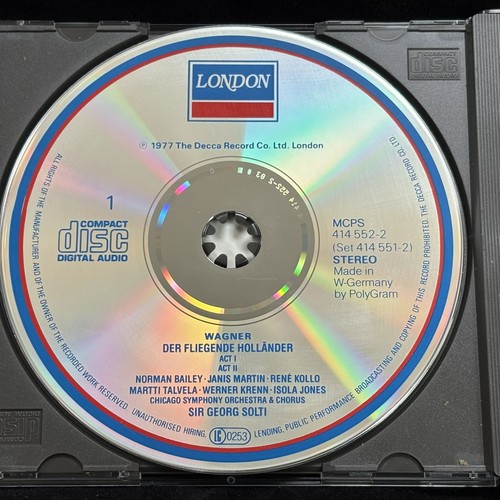 LONDON
℗ 1977 The Decca Record Co. Ltd. London
1
COMPACT
disc
DIGITAL AUDIO
MCPS
414 552-2
(Set 414 551-2)
STEREO
Made in
W-Germany
by PolyGram
WAGNER
DER FLIEGENDE HOLLÄNDER
ACT I
ACT II
NORMAN BAILEY · JANIS MARTIN · RENÉ KOLLO
MARTTI TALVELA · WERNER KRENN · ISOLA JONES
CHICAGO SYMPHONY ORCHESTRA & CHORUS
SIR GEORG SOLTI
LC 0253
ALL RIGHTS OF THE MANUFACTURER AND OF THE OWNER OF THE RECORDED WORK RESERVED. UNAUTHORISED HIRING, LENDING, PUBLIC PERFORMANCE, BROADCASTING AND COPYING OF THIS RECORD PROHIBITED. THE DECCA RECORD CO. LTD.
COMPACT
disc